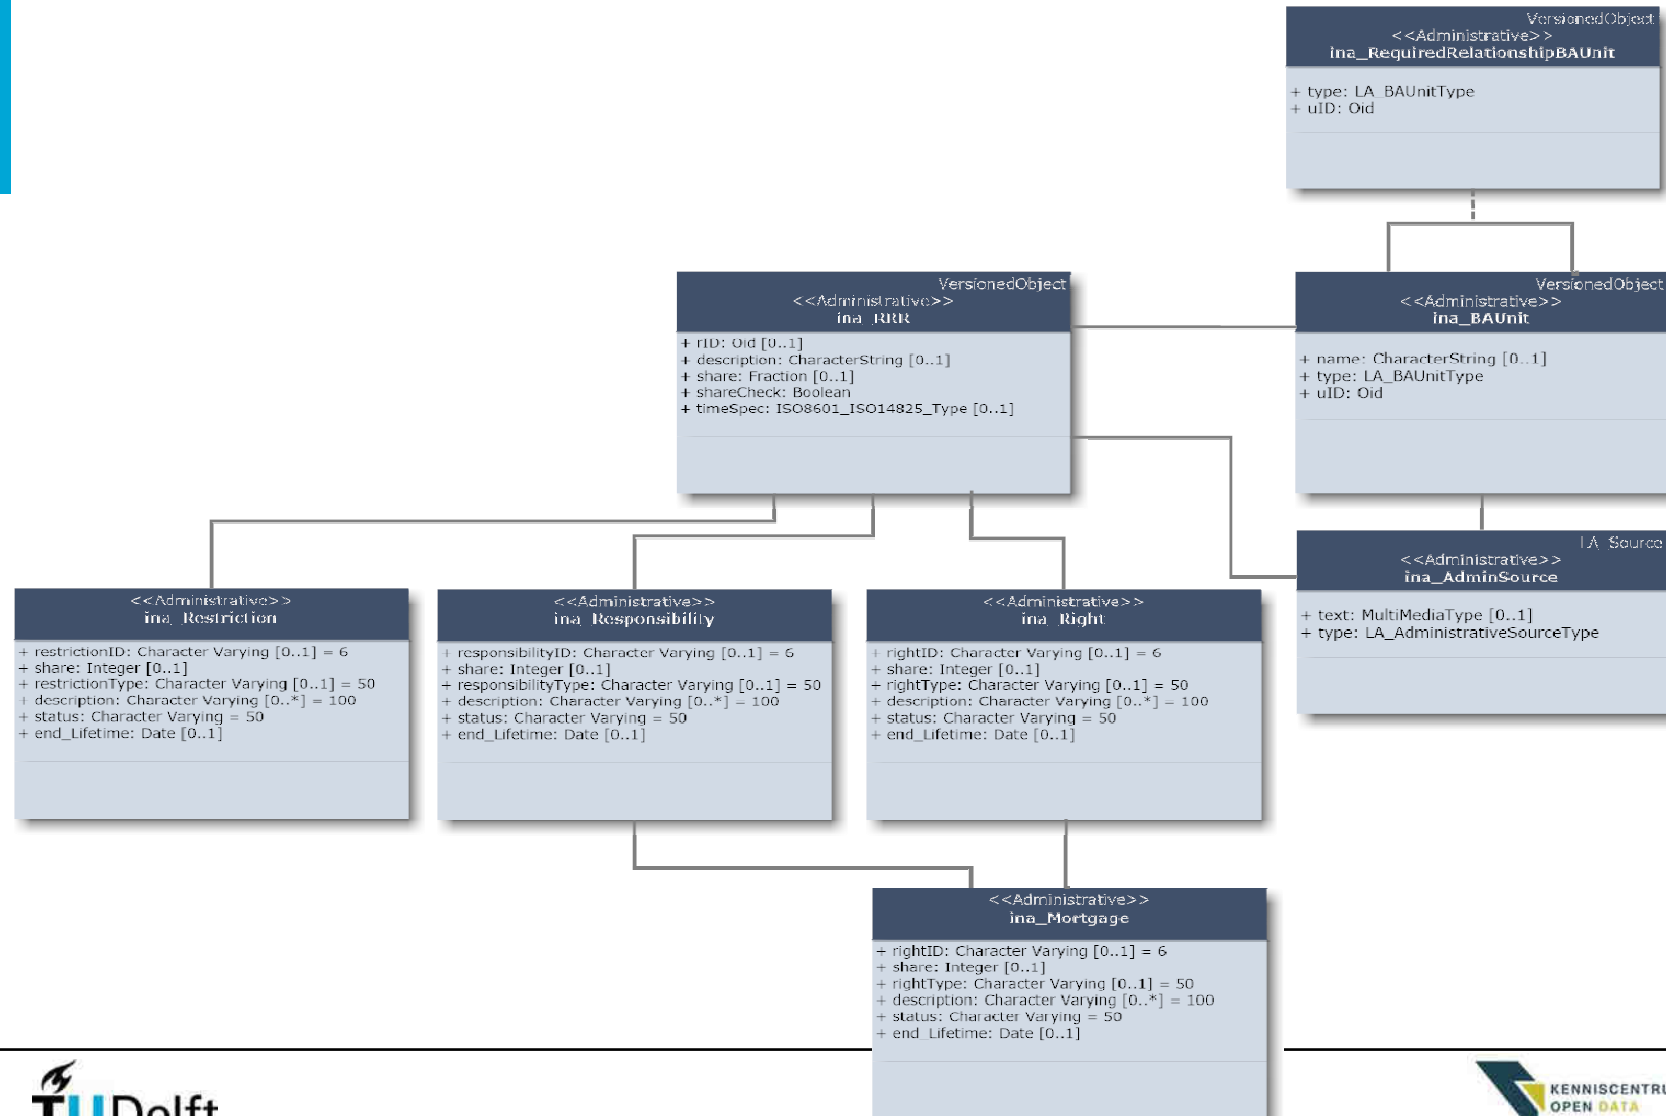 VersionedObject
<<Administrative>>
ina_RequiredRelationshipBAUnit
+ type: LA_BAUnitType
+ uID: Oid
VersionedObject
<<Administrative>>
ina_RRR
+ rID: Oid [0..1]
+ description: CharacterString [0..1]
+ share: Fraction [0..1]
+ shareCheck: Boolean
+ timeSpec: ISO8601_ISO14825_Type [0..1]
VersionedObject
<<Administrative>>
ina_BAUnit
+ name: CharacterString [0..1]
+ type: LA_BAUnitType
+ uID: Oid
LA_Source
<<Administrative>>
ina_AdminSource
+ text: MultiMediaType [0..1]
+ type: LA_AdministrativeSourceType
<<Administrative>>
ina_Restriction
+ restrictionID: Character Varying [0..1] = 6
+ share: Integer [0..1]
+ restrictionType: Character Varying [0..1] = 50
+ description: Character Varying [0..*] = 100
+ status: Character Varying = 50
+ end_Lifetime: Date [0..1]
<<Administrative>>
ina_Responsibility
+ responsibilityID: Character Varying [0..1] = 6
+ share: Integer [0..1]
+ responsibilityType: Character Varying [0..1] = 50
+ description: Character Varying [0..*] = 100
+ status: Character Varying = 50
+ end_Lifetime: Date [0..1]
<<Administrative>>
ina_Right
+ rightID: Character Varying [0..1] = 6
+ share: Integer [0..1]
+ rightType: Character Varying [0..1] = 50
+ description: Character Varying [0..*] = 100
+ status: Character Varying = 50
+ end_Lifetime: Date [0..1]
<<Administrative>>
ina_Mortgage
+ rightID: Character Varying [0..1] = 6
+ share: Integer [0..1]
+ rightType: Character Varying [0..1] = 50
+ description: Character Varying [0..*] = 100
+ status: Character Varying = 50
+ end_Lifetime: Date [0..1]
TUDelft
KENNISCENTRU
OPEN DATA